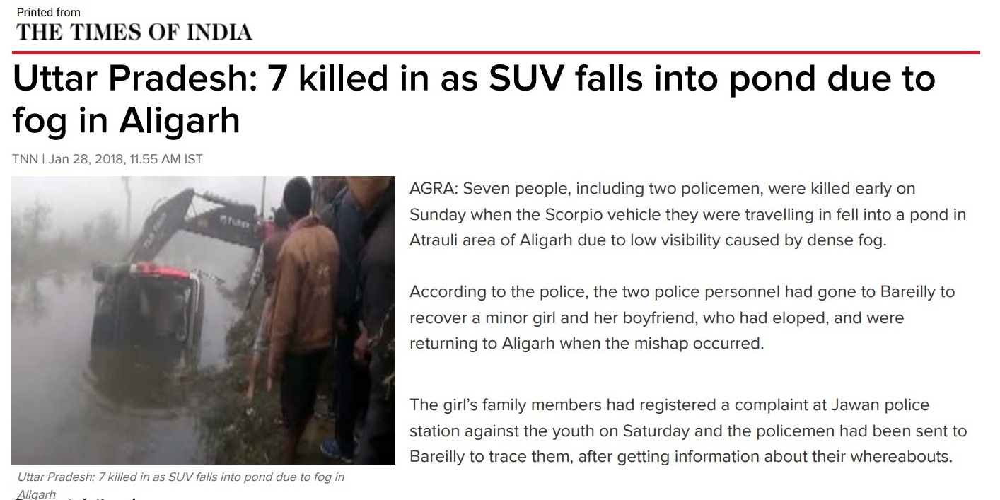 Printed from
THE TIMES OF INDIA
Uttar Pradesh: 7 killed in as SUV falls into pond due to
fog in Aligarh
TNN | Jan 28, 2018, 11.55 AM IST
AGRA: Seven people, including two policemen, were killed early on
Sunday when the Scorpio vehicle they were travelling in fell into a pond in
Atrauli area of Aligarh due to low visibility caused by dense fog.
According to the police, the two police personnel had gone to Bareilly to
recover a minor girl and her boyfriend, who had eloped, and were
returning to Aligarh when the mishap occurred.
The girl’s family members had registered a complaint at Jawan police
station against the youth on Saturday and the policemen had been sent to
Bareilly to trace them, after getting information about their whereabouts.
Uttar Pradesh: 7 killed in as SUV falls into pond due to fog in
Aligarh